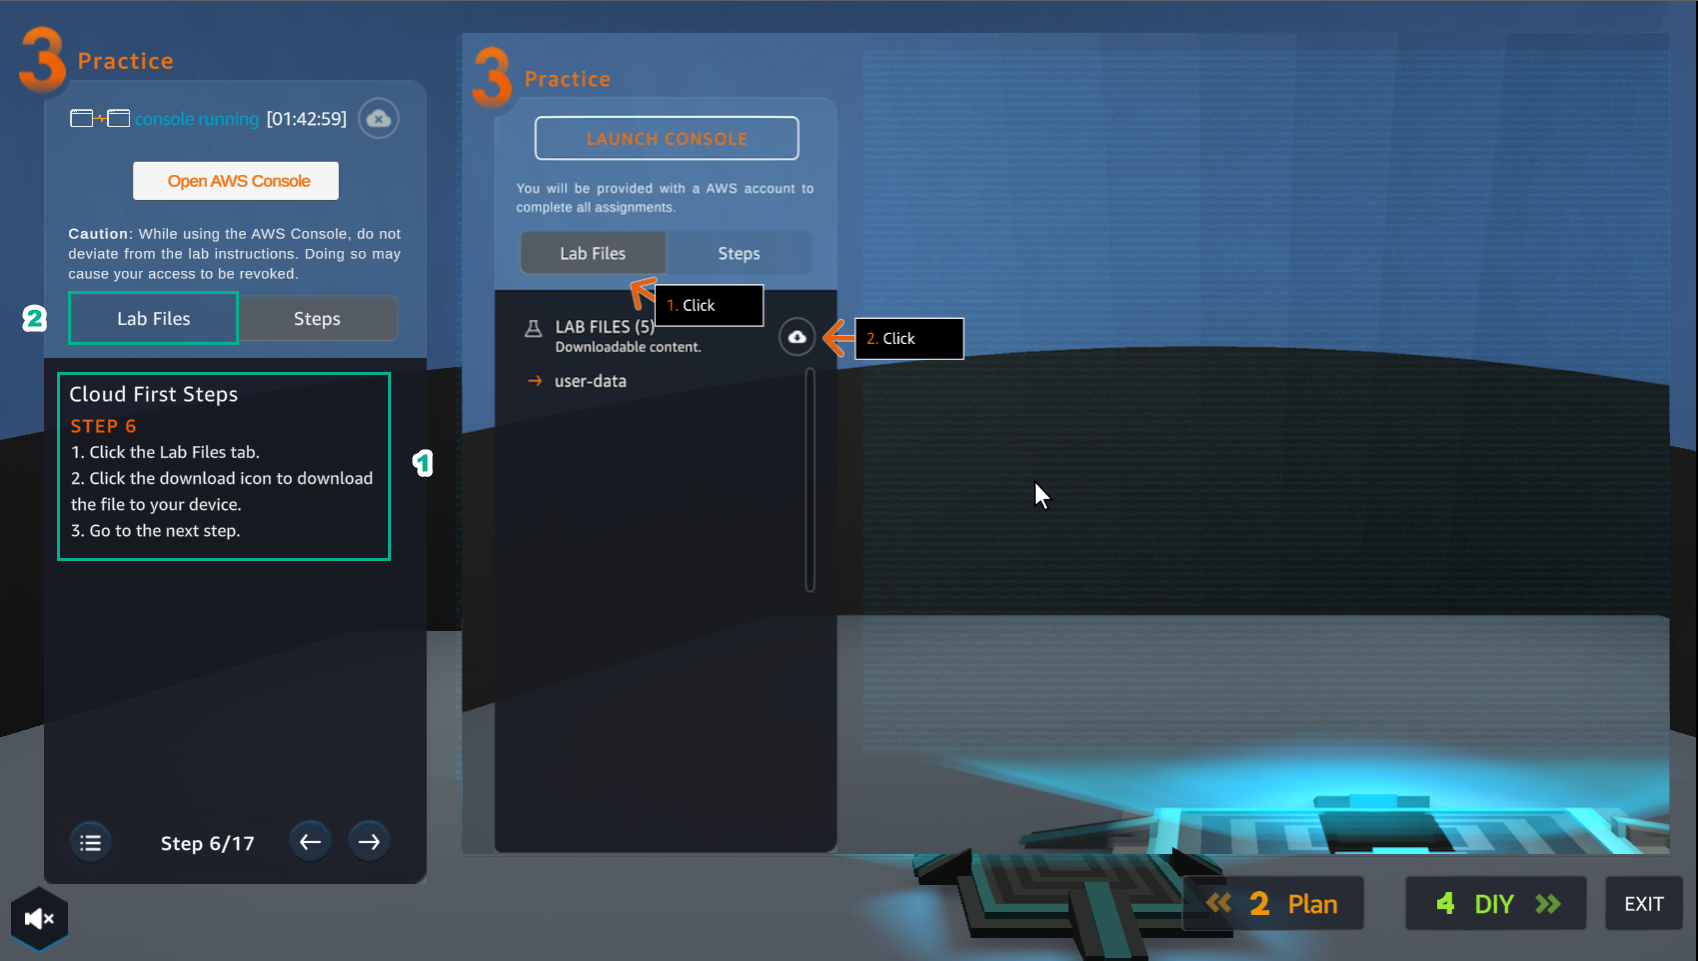 3 Practice
console running [01:42:59]
Open AWS Console
Caution: While using the AWS Console, do not
deviate from the lab instructions. Doing so may
cause your access to be revoked.
2
Lab Files
Steps
Cloud First Steps
STEP 6
1. Click the Lab Files tab.
2. Click the download icon to download
the file to your device.
3. Go to the next step.
1
Step 6/17
3 Practice
LAUNCH CONSOLE
You will be provided with a AWS account to
complete all assignments.
Lab Files
Steps
1. Click
LAB FILES (5)
Downloadable content.
2. Click
user-data
2 Plan
4 DIY
EXIT